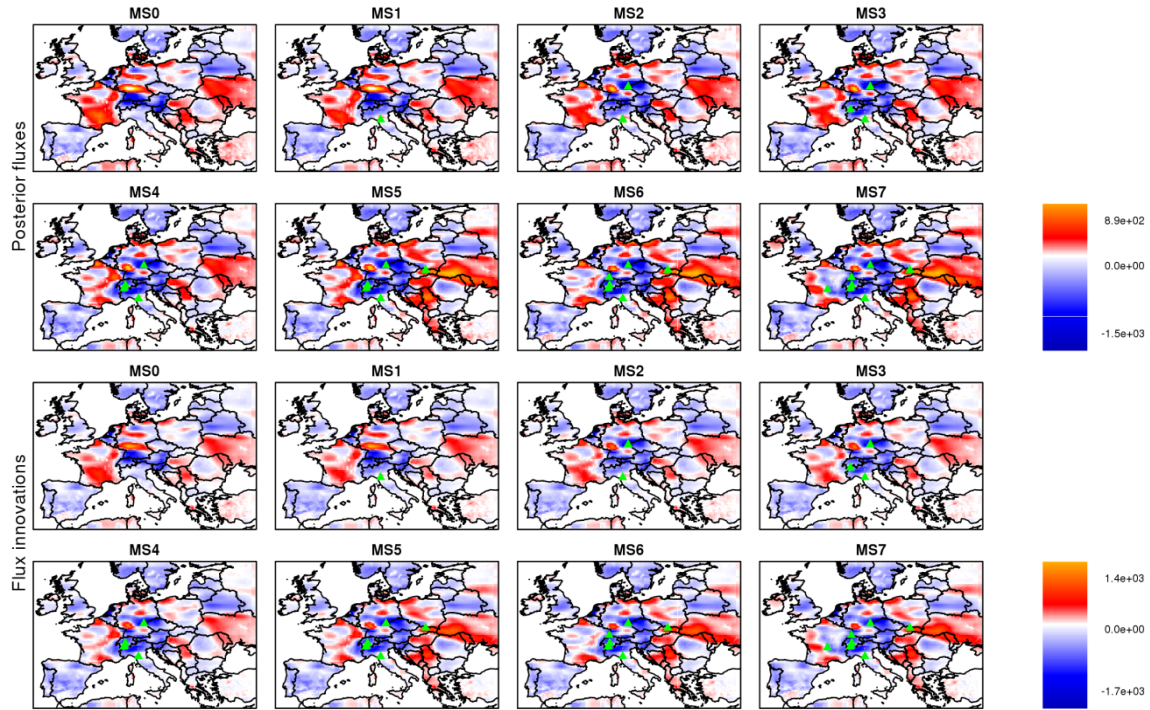 MS0 MS1 MS2 MS3
Posterior fluxes
MS4 MS5 MS6 MS7
8.9e+02
0.0e+00
-1.5e+03
MS0 MS1 MS2 MS3
Flux innovations
MS4 MS5 MS6 MS7
1.4e+03
0.0e+00
-1.7e+03